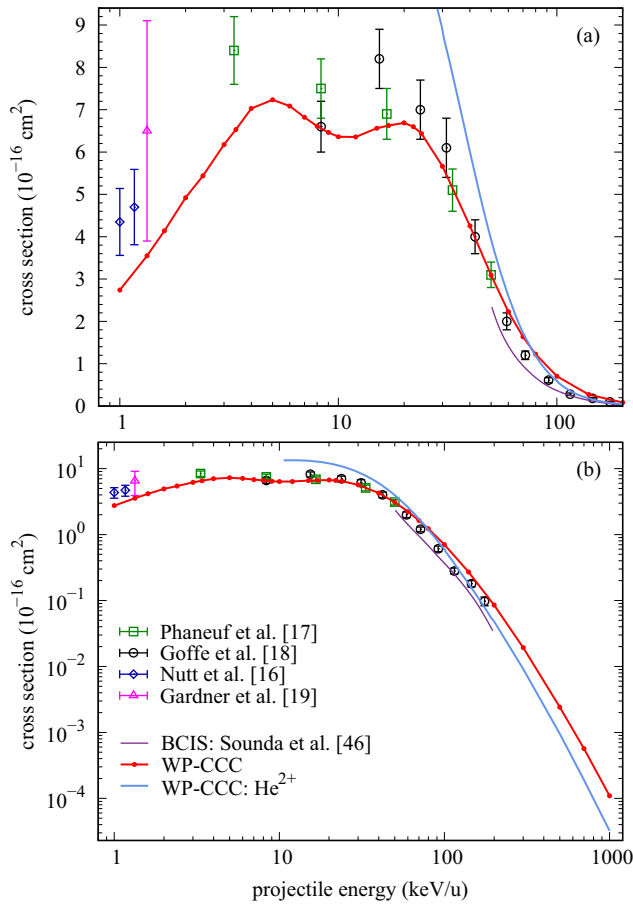 9
8
7
6
5
4
3
2
1
0
cross section (10⁻¹⁶ cm²)
(a)
1
10
100
10¹
10⁰
10⁻¹
10⁻²
10⁻³
10⁻⁴
cross section (10⁻¹⁶ cm²)
(b)
Phaneuf et al. [17]
Goffe et al. [18]
Nutt et al. [16]
Gardner et al. [19]
BCIS: Sounda et al. [46]
WP-CCC
WP-CCC: He²⁺
1
10
100
1000
projectile energy (keV/u)